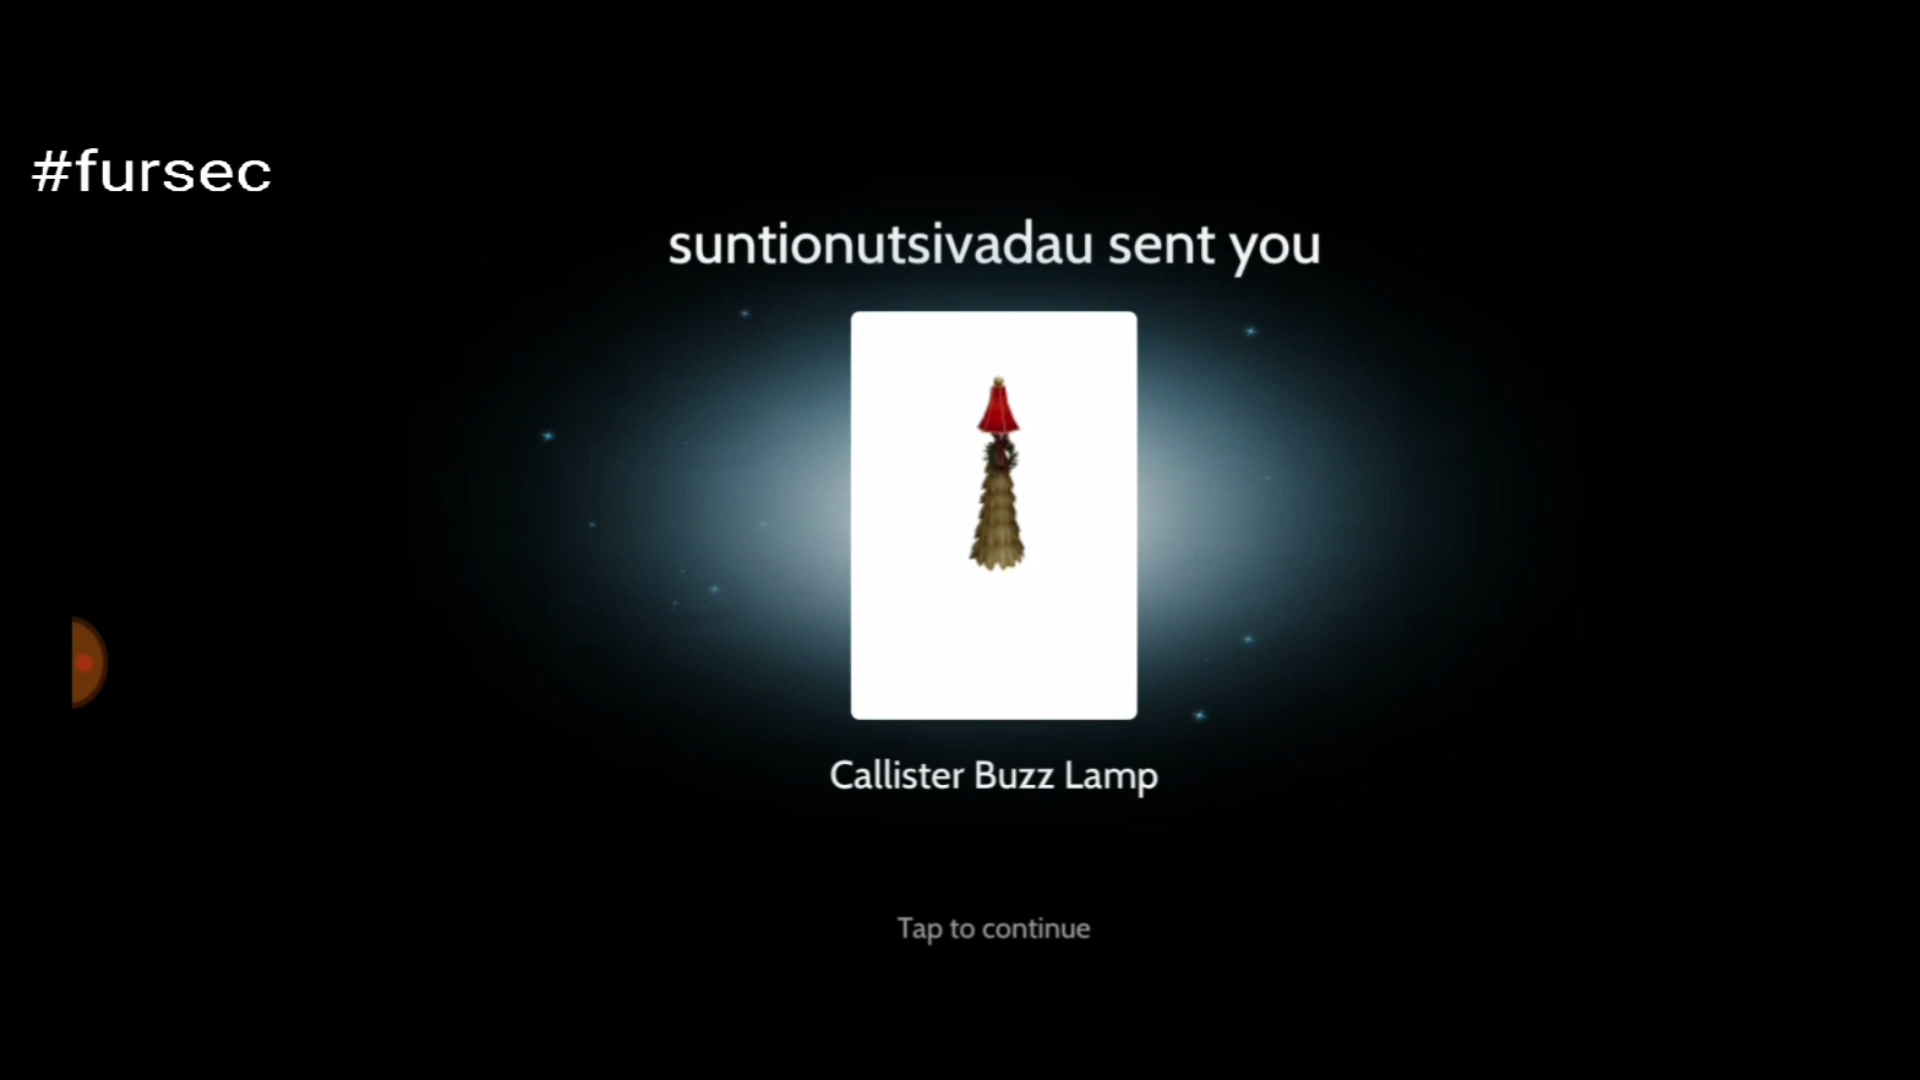 #fursec
suntionutsivadau sent you
Callister Buzz Lamp
Tap to continue